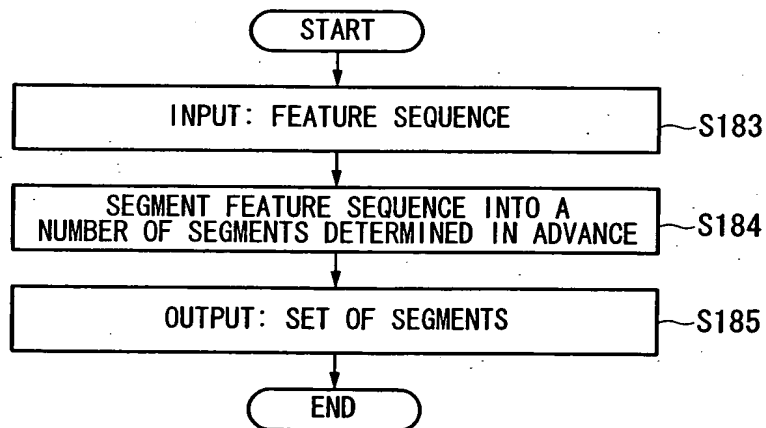 START
INPUT: FEATURE SEQUENCE
S183
SEGMENT FEATURE SEQUENCE INTO A
NUMBER OF SEGMENTS DETERMINED IN ADVANCE
S184
OUTPUT: SET OF SEGMENTS
S185
END